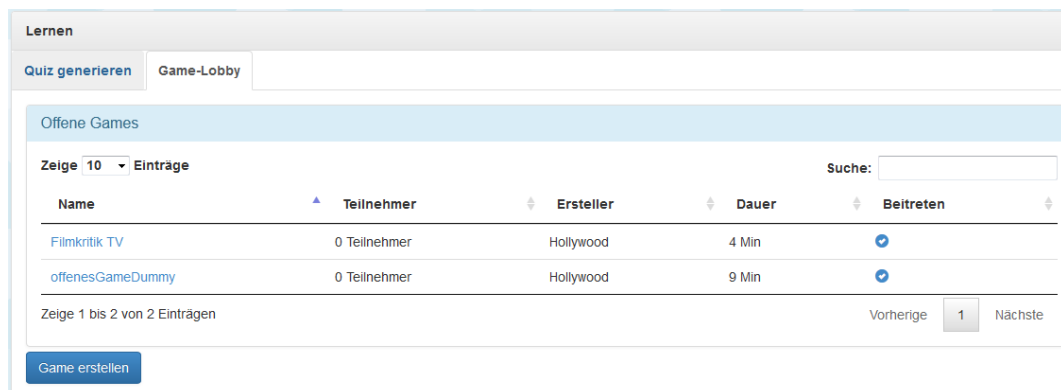 Lernen
Quiz generieren Game-Lobby
Offene Games
Zeige 10 Einträge Suche:
Name Teilnehmer Ersteller Dauer Beitreten
Filmkritik TV 0 Teilnehmer Hollywood 4 Min
offenesGameDummy 0 Teilnehmer Hollywood 9 Min
Zeige 1 bis 2 von 2 Einträgen Vorherige 1 Nächste
Game erstellen